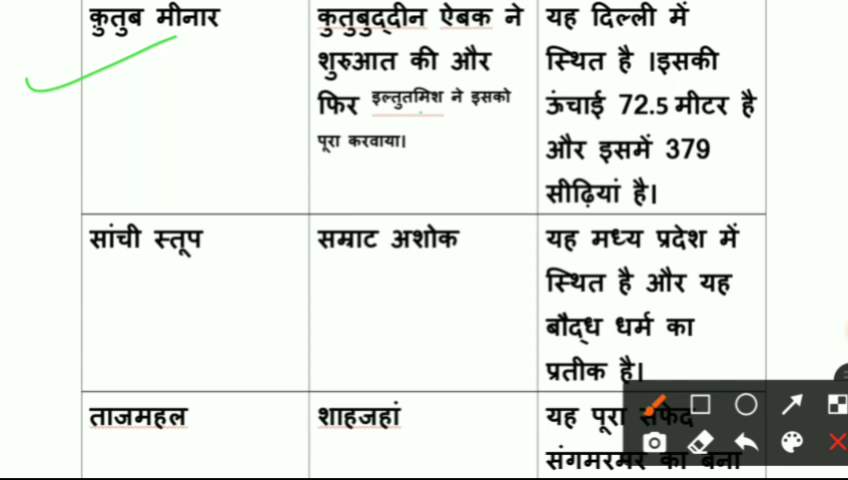 क़ुतुब मीनार
कुतुबुद्दीन ऐबक ने
शुरुआत की और
फिर इल्तुतमिश ने इसको
पूरा करवाया।
यह दिल्ली में
स्थित है ।इसकी
ऊंचाई 72.5 मीटर है
और इसमें 379
सीढ़ियां है।
सांची स्तूप
सम्राट अशोक
यह मध्य प्रदेश में
स्थित है और यह
बौद्ध धर्म का
प्रतीक है।
ताजमहल
शाहजहां
यह पूरा सफेद
संगमरमर का बना